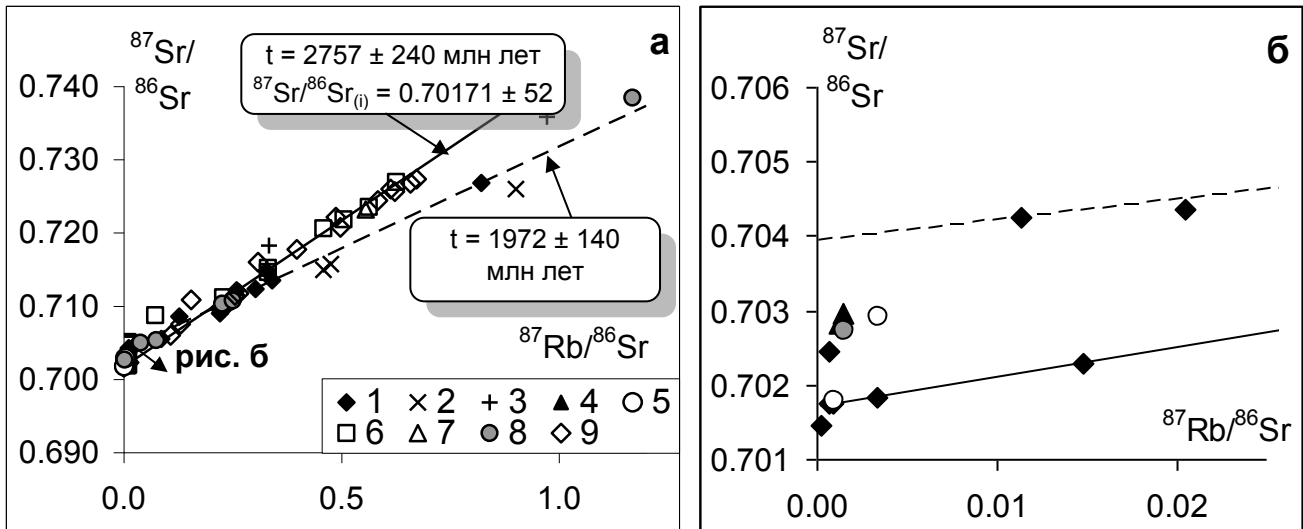 87Sr/
86Sr
а
t = 2757 ± 240 млн лет
87Sr/86Sr(i) = 0.70171 ± 52
0.740
0.730
0.720
0.710
0.700
0.690
t = 1972 ± 140
млн лет
87Rb/86Sr
рис. б
1 2 3 4 5
6 7 8 9
0.0 0.5 1.0
87Sr/
86Sr
б
0.706
0.705
0.704
0.703
0.702
0.701
87Rb/86Sr
0.00 0.01 0.02